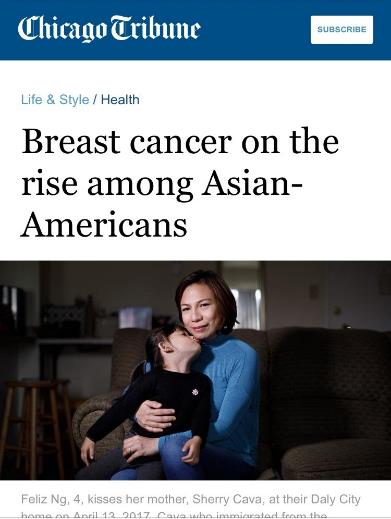 Chicago Tribune
SUBSCRIBE
Life & Style / Health
Breast cancer on the
rise among Asian-
Americans
Feliz Ng, 4, kisses her mother, Sherry Cava, at their Daly City
home on April 13, 2017. Cava who immigrated from the